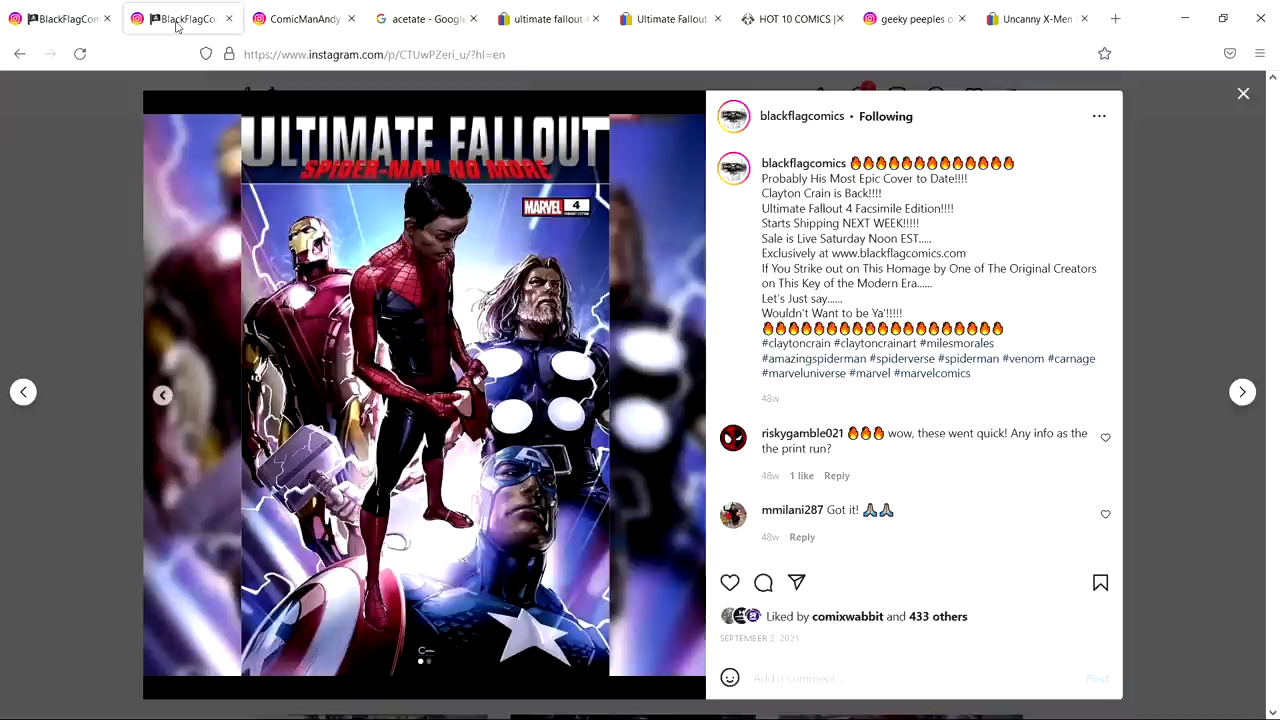 BlackFlagCom
BlackFlagCo
ComicManAndy
acetate - Google
ultimate fallout 4
Ultimate Fallout
HOT 10 COMICS |
geeky peeples o
Uncanny X-Men
https://www.instagram.com/p/CTUwPZeri_u/?hl=en
ULTIMATE FALLOUT
SPIDER-MAN NO MORE
MARVEL 4
blackflagcomics • Following
blackflagcomics 🔥🔥🔥🔥🔥🔥🔥🔥🔥🔥🔥🔥🔥
Probably His Most Epic Cover to Date!!!!
Clayton Crain is Back!!!!
Ultimate Fallout 4 Facsimile Edition!!!!
Starts Shipping NEXT WEEK!!!!!
Sale is Live Saturday Noon EST.....
Exclusively at www.blackflagcomics.com
If You Strike out on This Homage by One of The Original Creators
on This Key of the Modern Era......
Let's Just say......
Wouldn't Want to be Ya'!!!!!
🔥🔥🔥🔥🔥🔥🔥🔥🔥🔥🔥🔥🔥🔥🔥🔥🔥🔥🔥
#claytoncrain #claytoncrainart #milesmorales
#amazingspiderman #spiderverse #spiderman #venom #carnage
#marveluniverse #marvel #marvelcomics
48w
riskygamble021 🔥🔥🔥 wow, these went quick! Any info as the
the print run?
48w 1 like Reply
mmilani287 Got it! 🙏🏽🙏🏽
48w Reply
Liked by comixwabbit and 433 others
SEPTEMBER 2, 2021
Add a comment...
Post